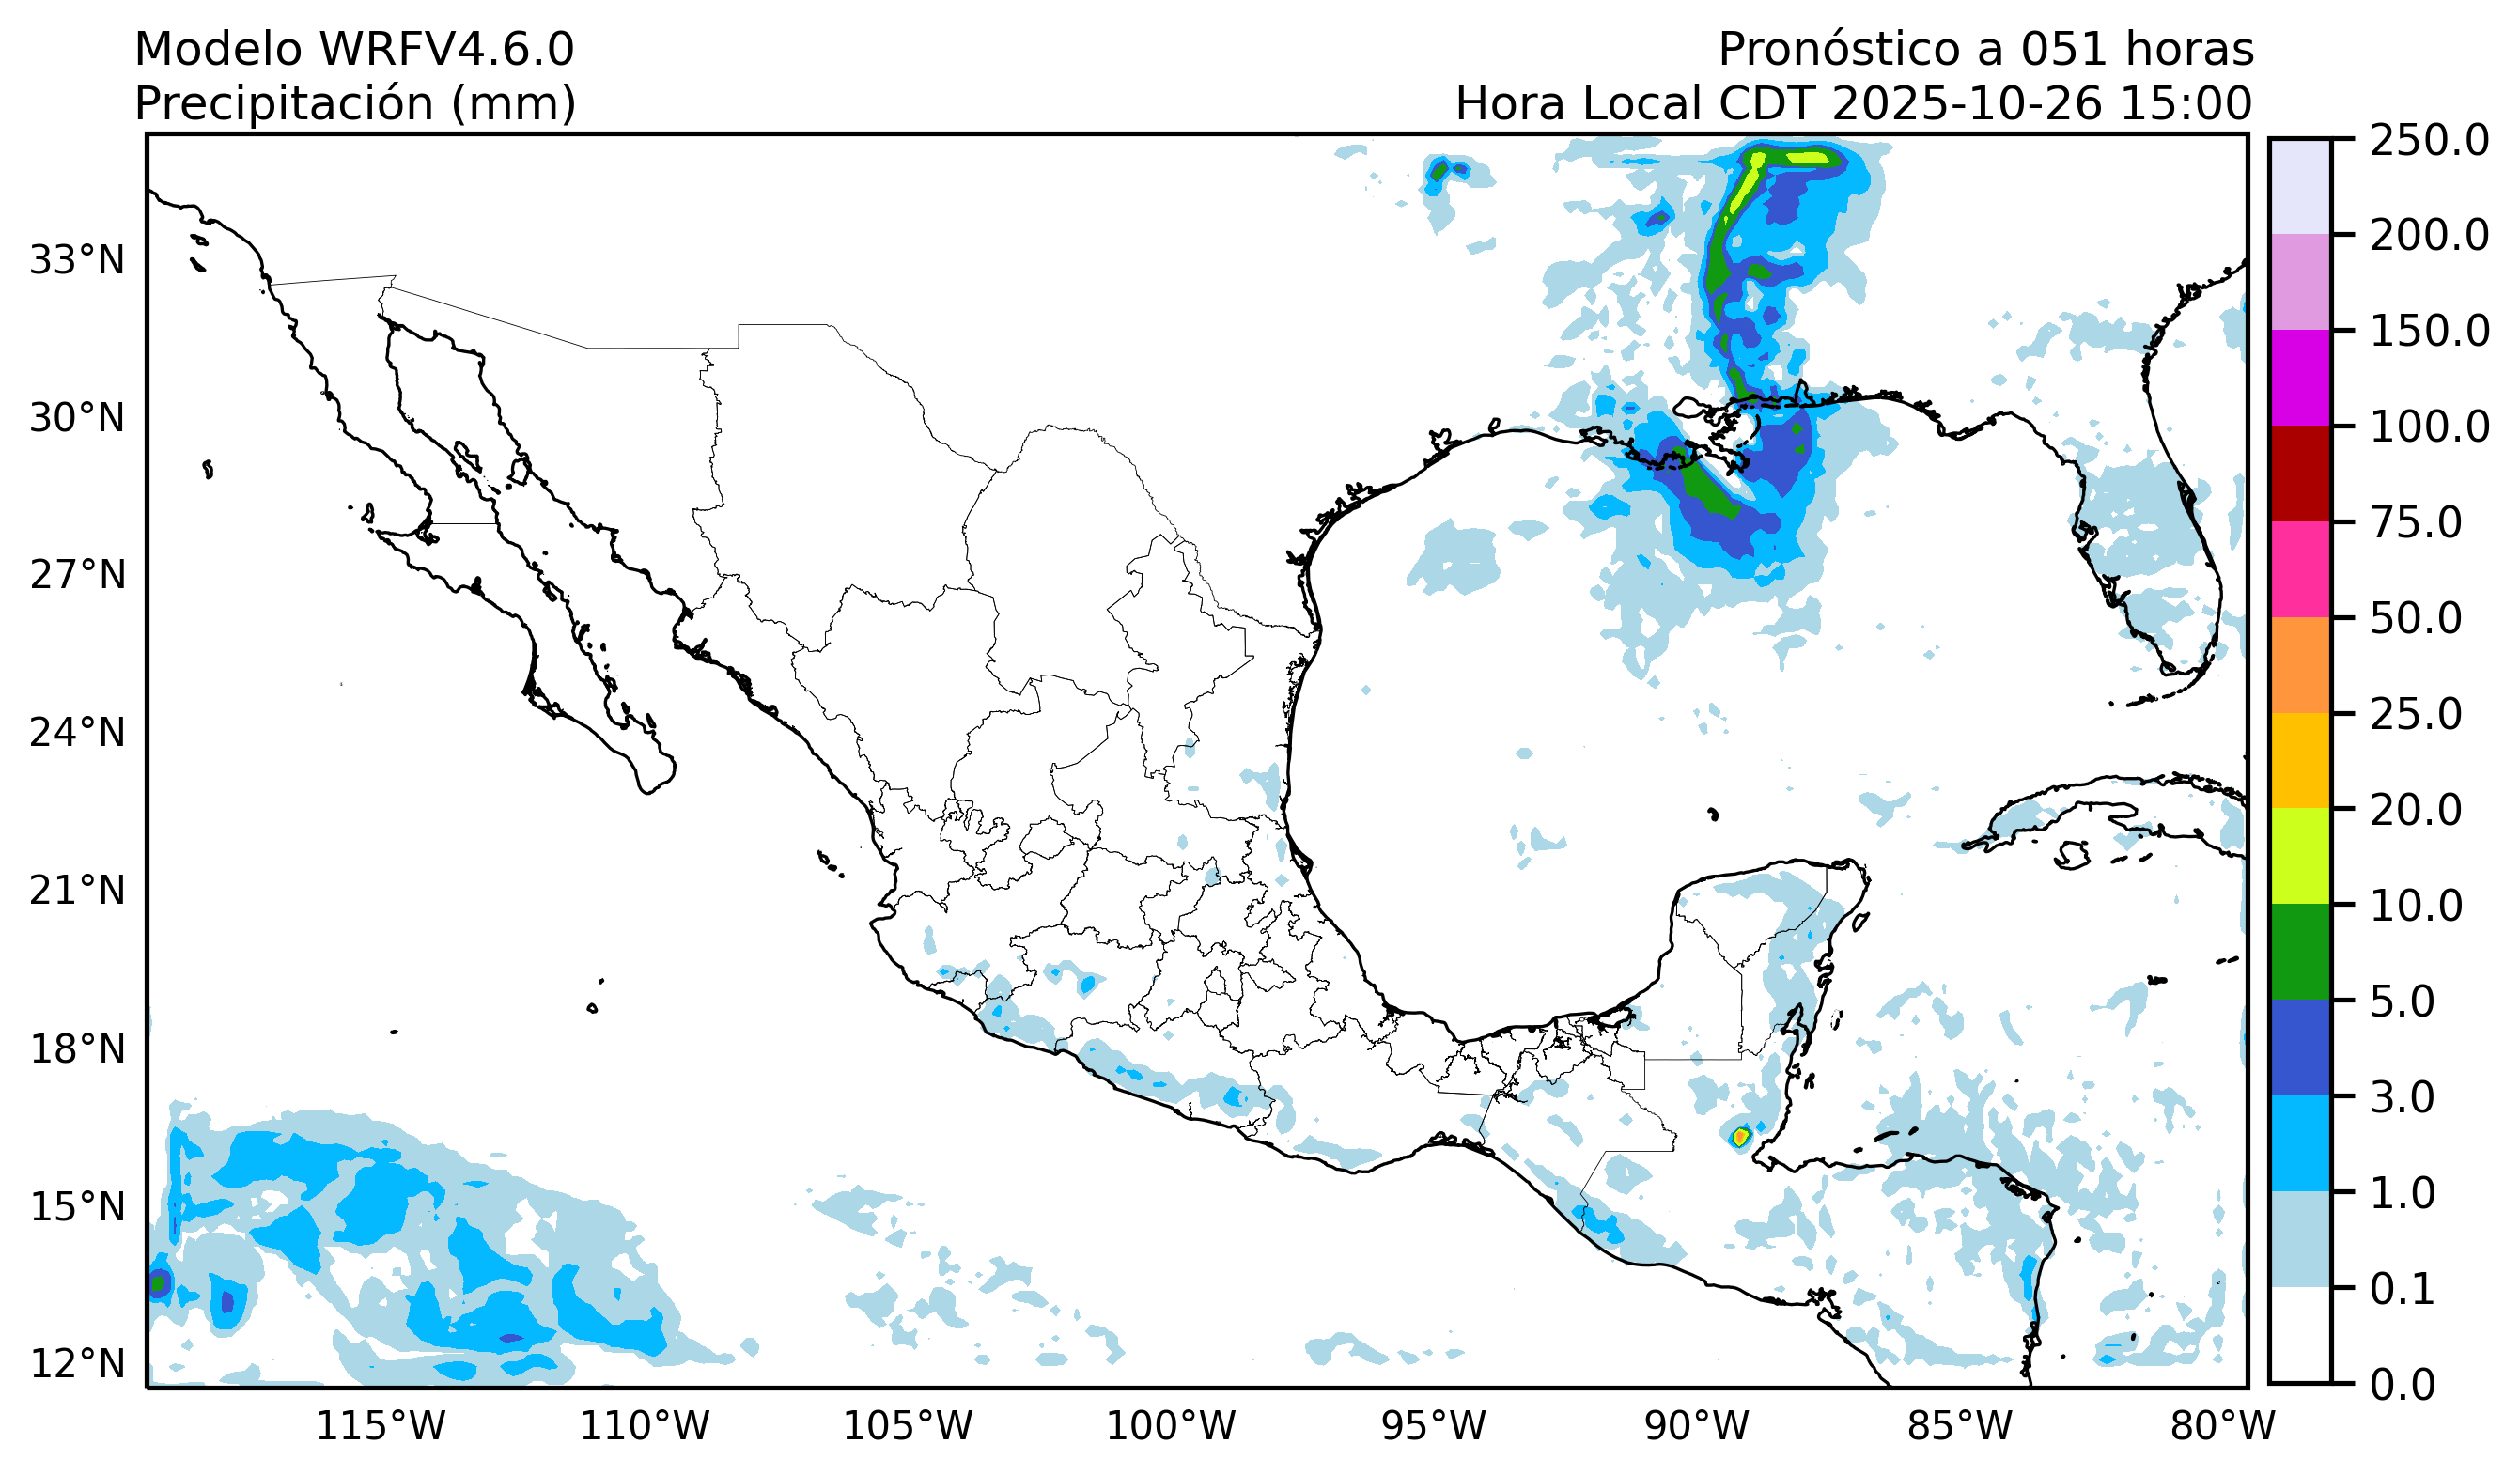 Modelo WRFV4.6.0
Precipitación (mm)
Pronóstico a 051 horas
Hora Local CDT 2025-10-26 15:00
33°N
30°N
27°N
24°N
21°N
18°N
15°N
12°N
115°W
110°W
105°W
100°W
95°W
90°W
85°W
80°W
250.0
200.0
150.0
100.0
75.0
50.0
25.0
20.0
10.0
5.0
3.0
1.0
0.1
0.0